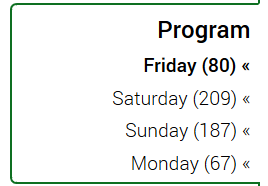 Program
Friday (80) «
Saturday (209) «
Sunday (187) «
Monday (67) «